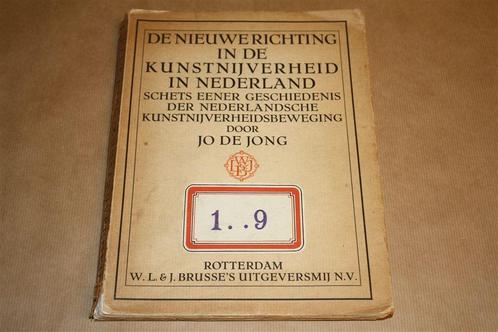 DE NIEUWE RICHTING
IN DE
KUNSTNIJVERHEID
IN NEDERLAND
SCHETS EENER GESCHIEDENIS
DER NEDERLANDSCHE
KUNSTNIJVERHEIDSBEWEGING
DOOR
JO DE JONG
1..9
ROTTERDAM
W. L. & J. BRUSSE'S UITGEVERSMIJ N.V.